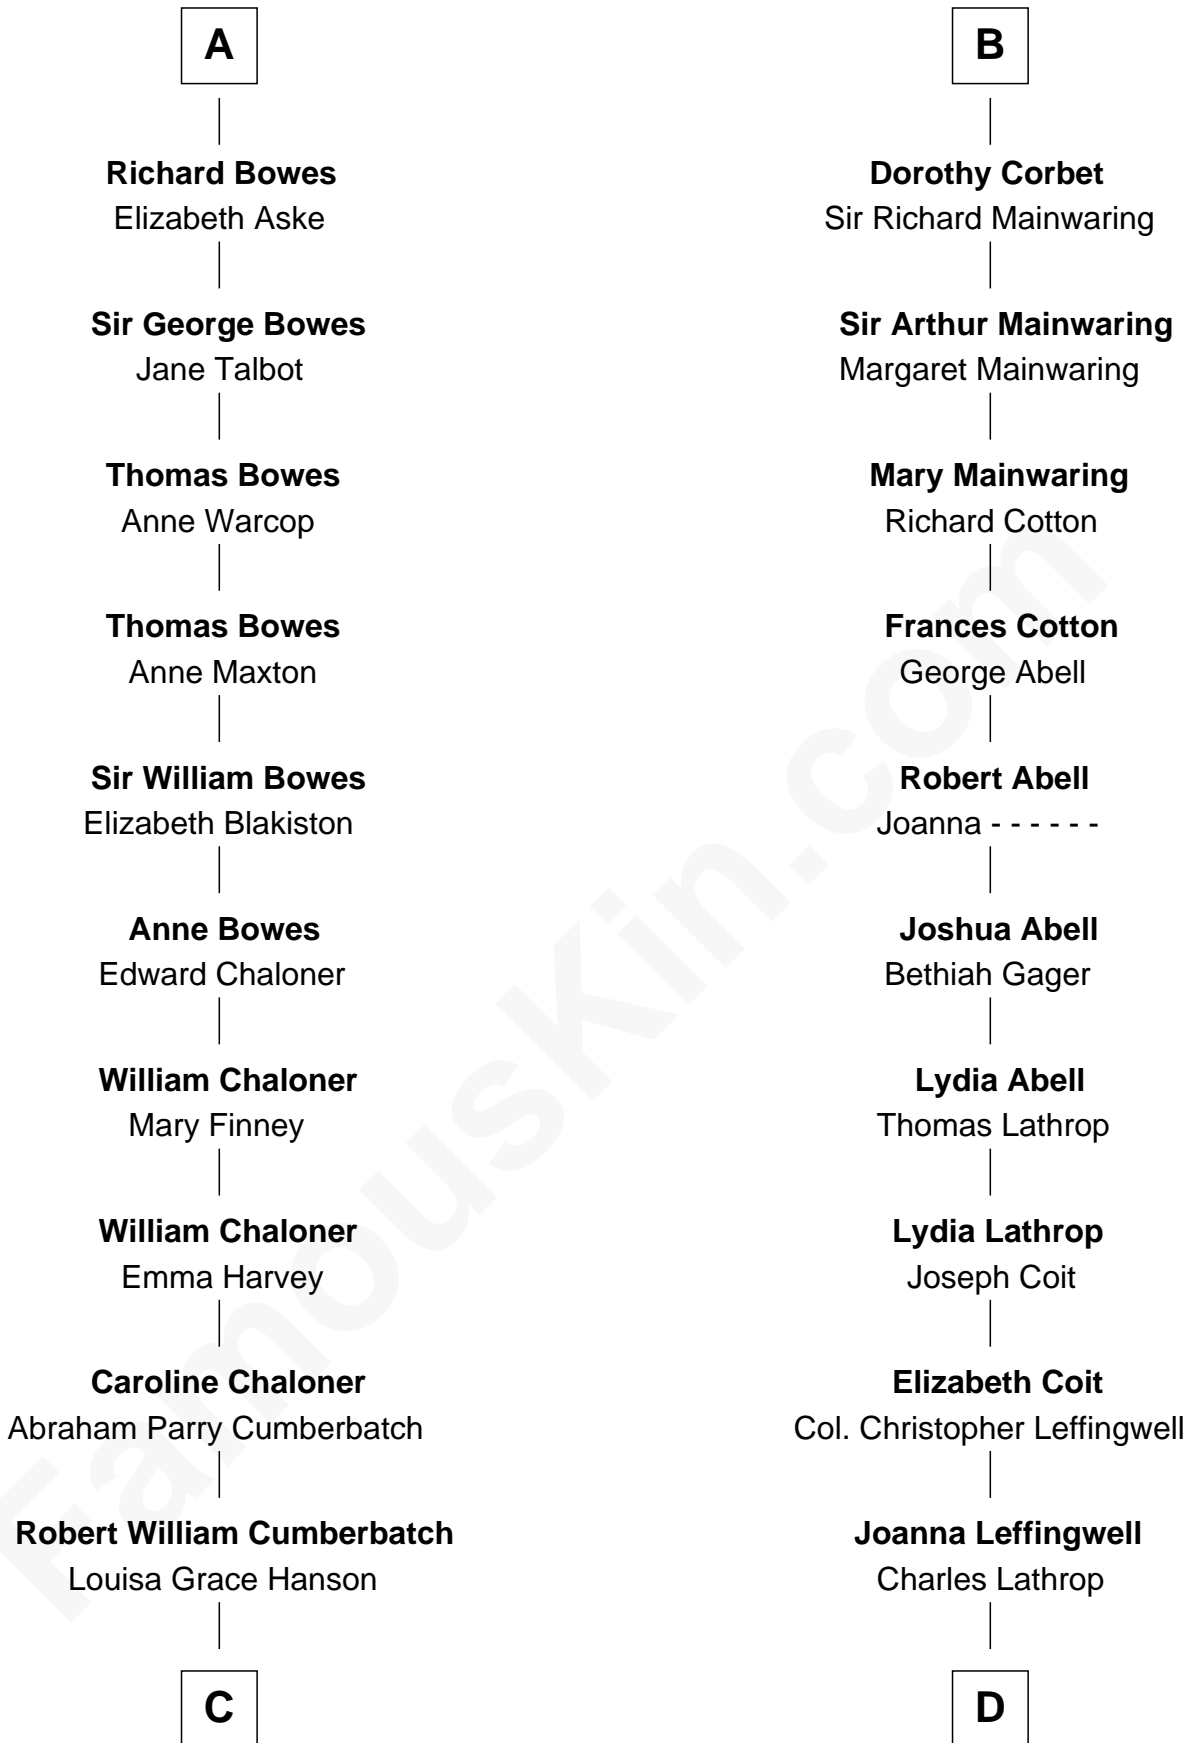 A
Richard Bowes
Elizabeth Aske
Sir George Bowes
Jane Talbot
Thomas Bowes
Anne Warcop
Thomas Bowes
Anne Maxton
Sir William Bowes
Elizabeth Blakiston
Anne Bowes
Edward Chaloner
William Chaloner
Mary Finney
William Chaloner
Emma Harvey
Caroline Chaloner
Abraham Parry Cumberbatch
Robert William Cumberbatch
Louisa Grace Hanson
C
B
Dorothy Corbet
Sir Richard Mainwaring
Sir Arthur Mainwaring
Margaret Mainwaring
Mary Mainwaring
Richard Cotton
Frances Cotton
George Abell
Robert Abell
Joanna - - - - - -
Joshua Abell
Bethiah Gager
Lydia Abell
Thomas Lathrop
Lydia Lathrop
Joseph Coit
Elizabeth Coit
Col. Christopher Leffingwell
Joanna Leffingwell
Charles Lathrop
D
FamousKin.com